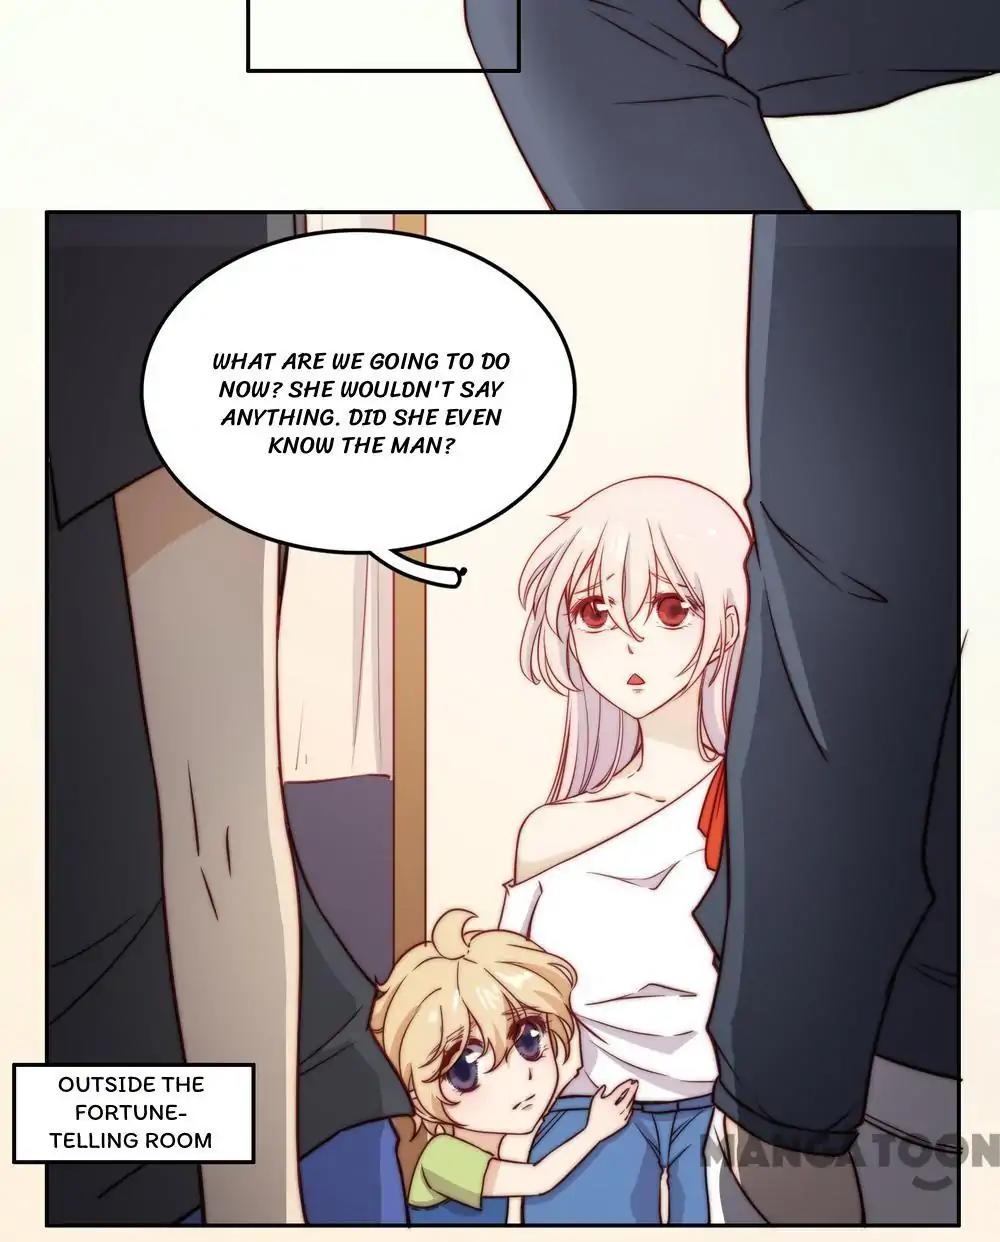 WHAT ARE WE GOING TO DO
NOW? SHE WOULDN'T SAY
ANYTHING. DID SHE EVEN
KNOW THE MAN?
OUTSIDE THE
FORTUNE-
TELLING ROOM
MANGATOON